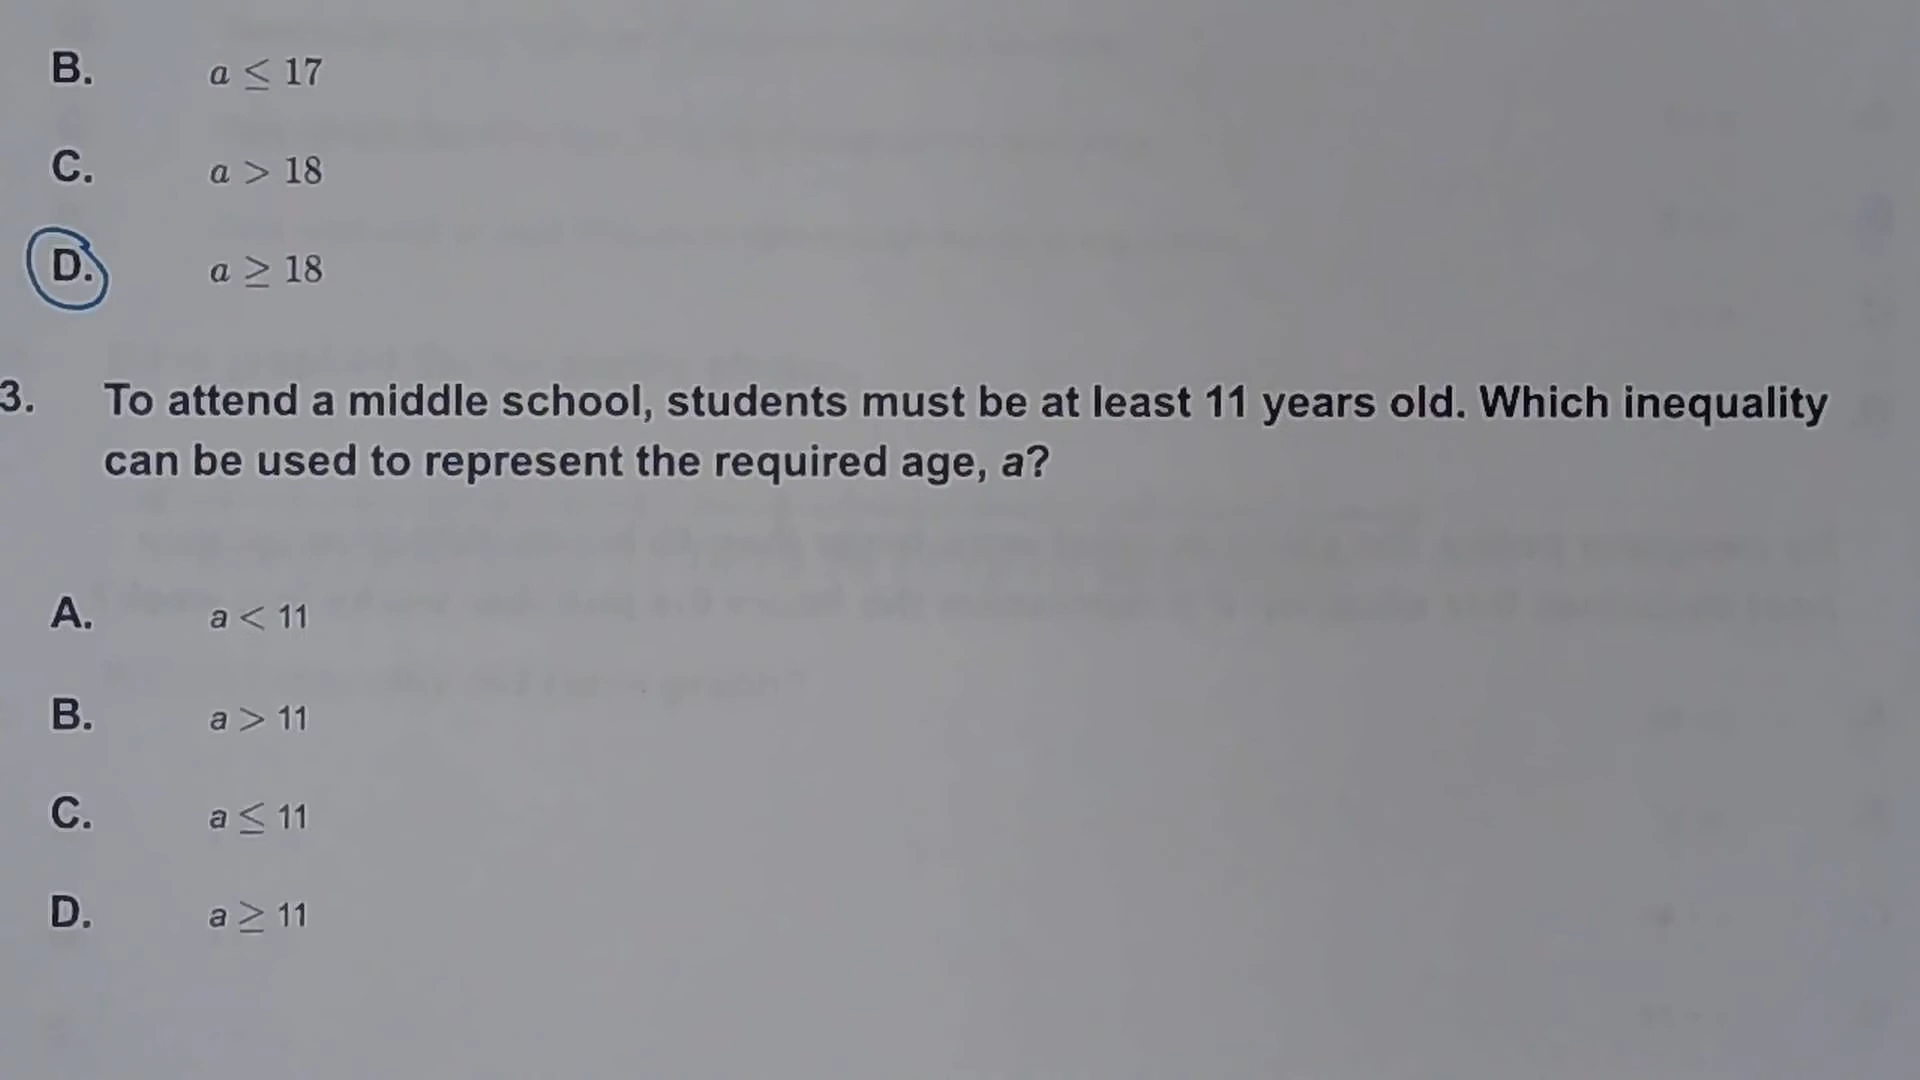 B. a ≤ 17
C. a > 18
D. a ≥ 18
3. To attend a middle school, students must be at least 11 years old. Which inequality
can be used to represent the required age, a?
A. a < 11
B. a > 11
C. a ≤ 11
D. a ≥ 11